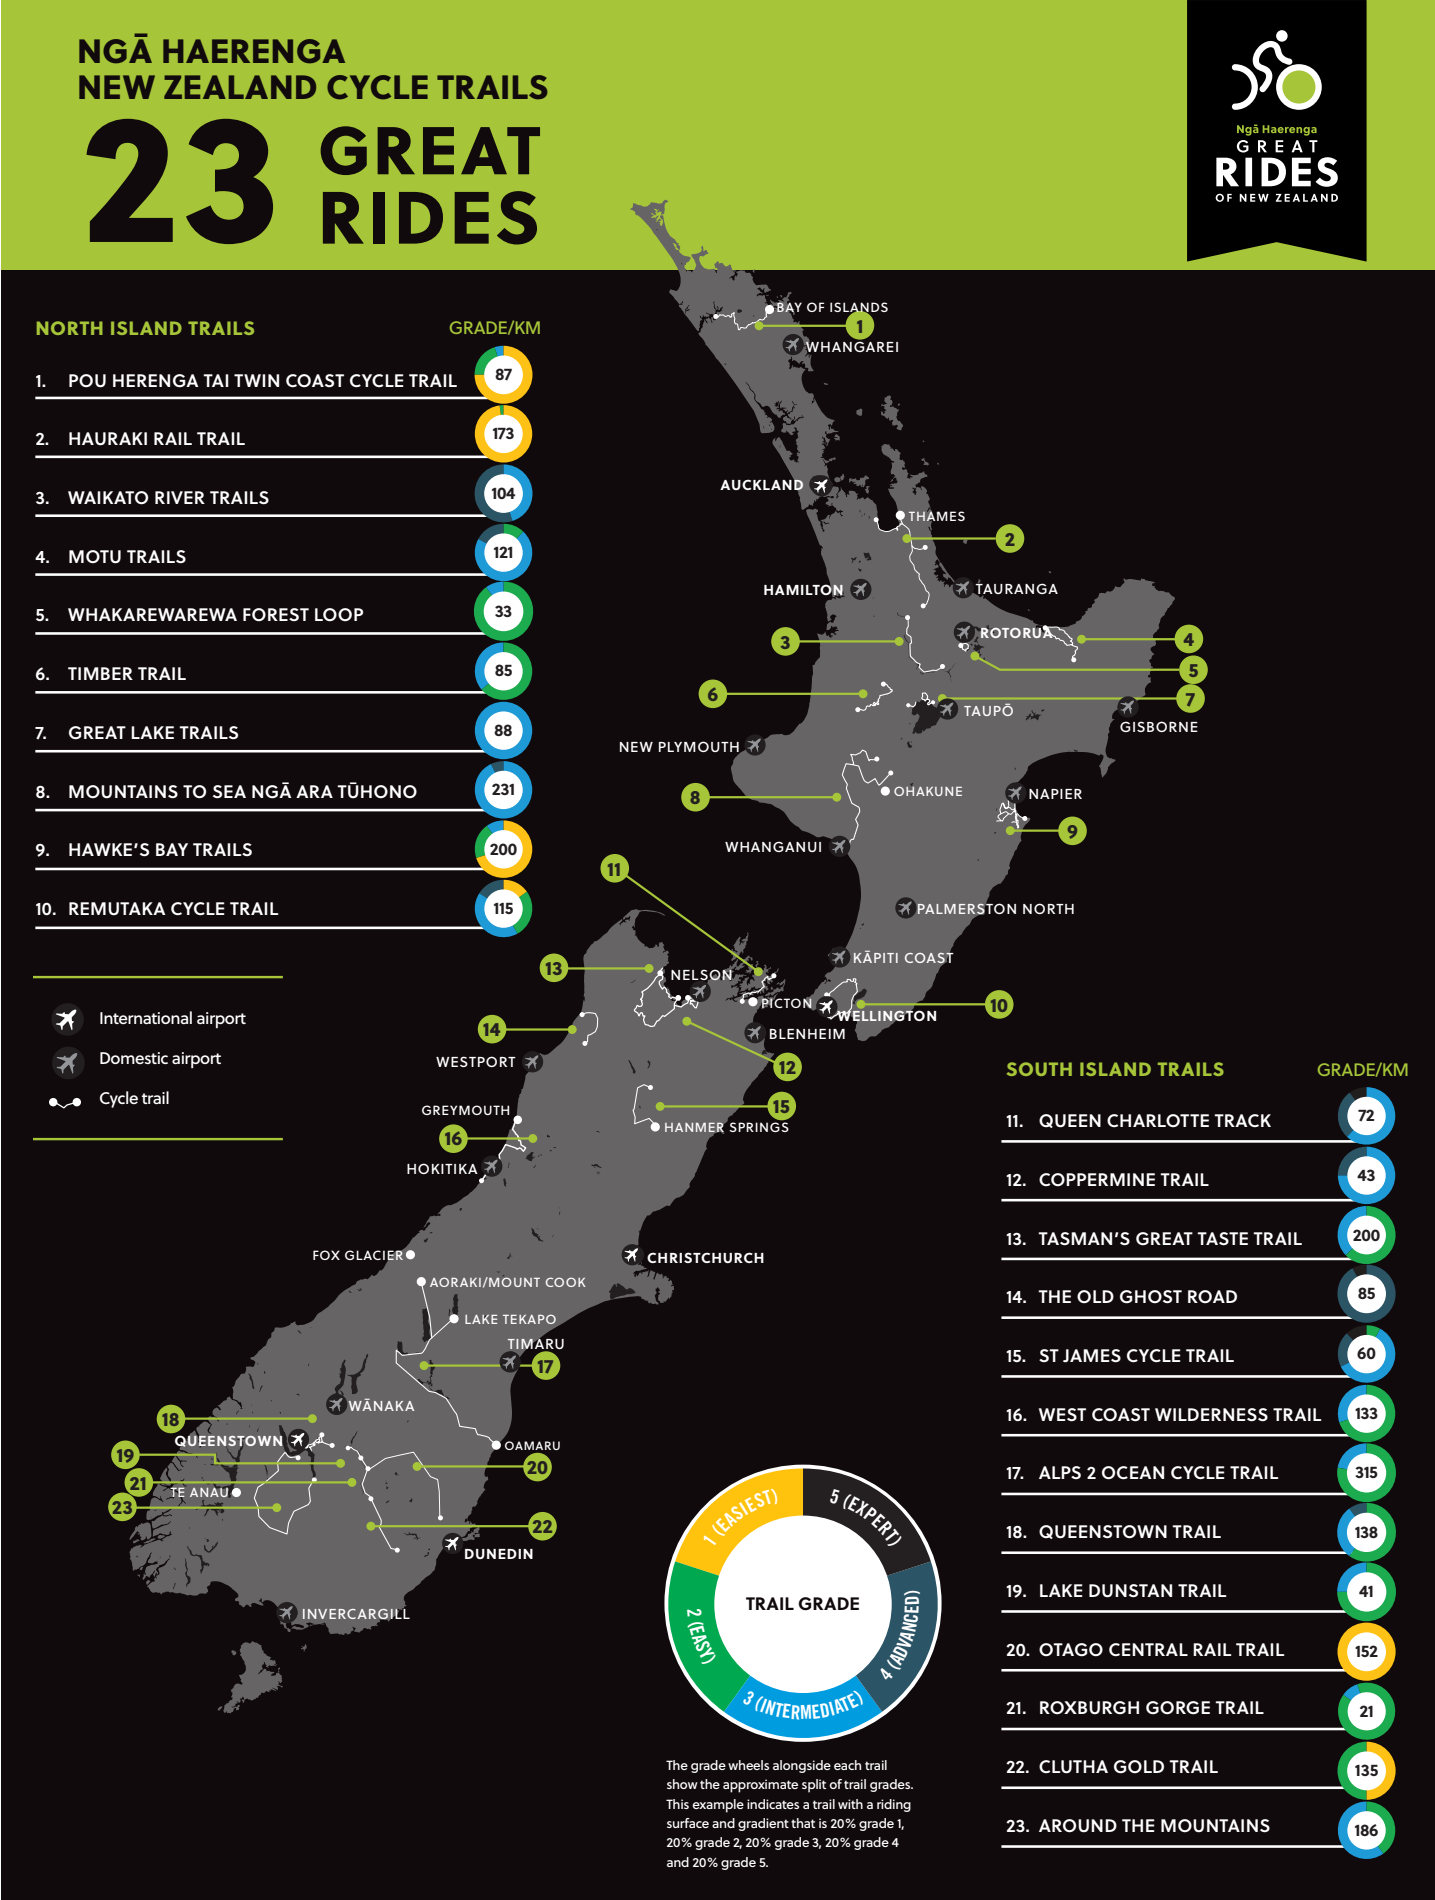 NGĀ HAERENGA
NEW ZEALAND CYCLE TRAILS
23 GREAT
RIDES
Ngā Haerenga
GREAT
RIDES
OF NEW ZEALAND
NORTH ISLAND TRAILS GRADE/KM
1. POU HERENGA TAI TWIN COAST CYCLE TRAIL 87
2. HAURAKI RAIL TRAIL 173
3. WAIKATO RIVER TRAILS 104
4. MOTU TRAILS 121
5. WHAKAREWAREWA FOREST LOOP 33
6. TIMBER TRAIL 85
7. GREAT LAKE TRAILS 88
8. MOUNTAINS TO SEA NGĀ ARA TŪHONO 231
9. HAWKE'S BAY TRAILS 200
10. REMUTAKA CYCLE TRAIL 115
International airport
Domestic airport
Cycle trail
BAY OF ISLANDS
1
WHANGAREI
AUCKLAND
THAMES
2
HAMILTON
TAURANGA
3
ROTORUA
4
5
6
7
TAUPŌ
GISBORNE
NEW PLYMOUTH
8
OHAKUNE
NAPIER
9
WHANGANUI
11
PALMERSTON NORTH
KĀPITI COAST
13
NELSON
PICTON
10
WELLINGTON
14
BLENHEIM
WESTPORT
12
GREYMOUTH
15
HANMER SPRINGS
16
HOKITIKA
FOX GLACIER
CHRISTCHURCH
AORAKI/MOUNT COOK
LAKE TEKAPO
TIMARU
17
WĀNAKA
18
QUEENSTOWN
OAMARU
19
20
21
TE ANAU
23
22
DUNEDIN
INVERCARGILL
SOUTH ISLAND TRAILS GRADE/KM
11. QUEEN CHARLOTTE TRACK 72
12. COPPERMINE TRAIL 43
13. TASMAN'S GREAT TASTE TRAIL 200
14. THE OLD GHOST ROAD 85
15. ST JAMES CYCLE TRAIL 60
16. WEST COAST WILDERNESS TRAIL 133
17. ALPS 2 OCEAN CYCLE TRAIL 315
18. QUEENSTOWN TRAIL 138
19. LAKE DUNSTAN TRAIL 41
20. OTAGO CENTRAL RAIL TRAIL 152
21. ROXBURGH GORGE TRAIL 21
22. CLUTHA GOLD TRAIL 135
23. AROUND THE MOUNTAINS 186
1 (EASIEST)
5 (EXPERT)
TRAIL GRADE
2 (EASY)
4 (ADVANCED)
3 (INTERMEDIATE)
The grade wheels alongside each trail
show the approximate split of trail grades.
This example indicates a trail with a riding
surface and gradient that is 20% grade 1,
20% grade 2, 20% grade 3, 20% grade 4
and 20% grade 5.